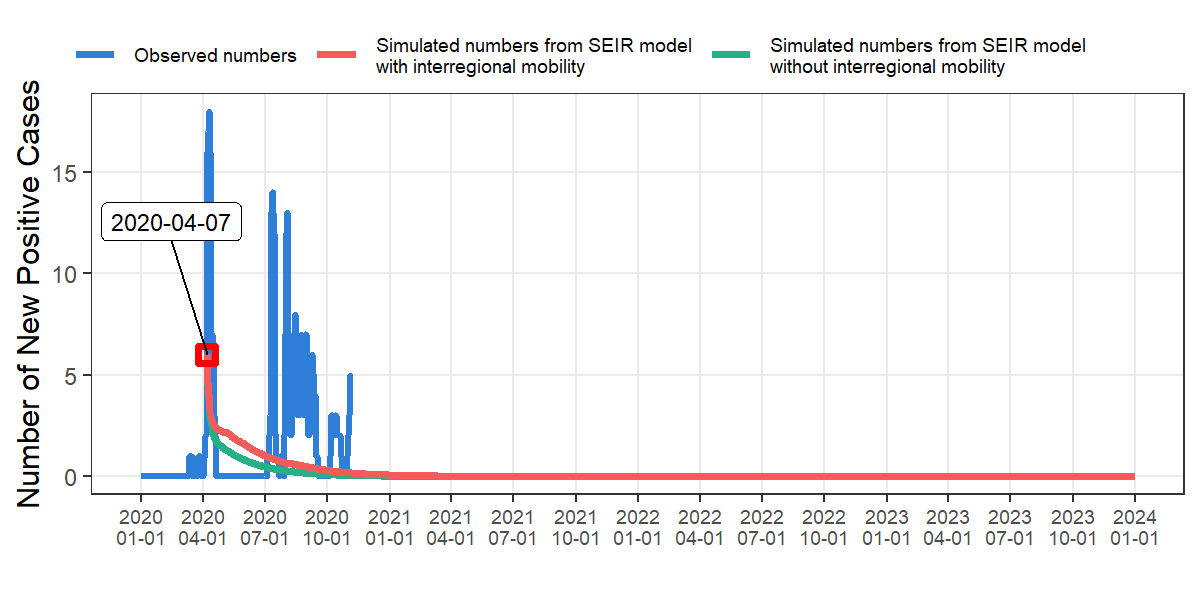 Observed numbers
Simulated numbers from SEIR model
with interregional mobility
Simulated numbers from SEIR model
without interregional mobility
Number of New Positive Cases
15
10
5
0
2020-04-07
2020 2020 2020 2020 2021 2021 2021 2021 2022 2022 2022 2022 2023 2023 2023 2023 2024
01-01 04-01 07-01 10-01 01-01 04-01 07-01 10-01 01-01 04-01 07-01 10-01 01-01 04-01 07-01 10-01 01-01